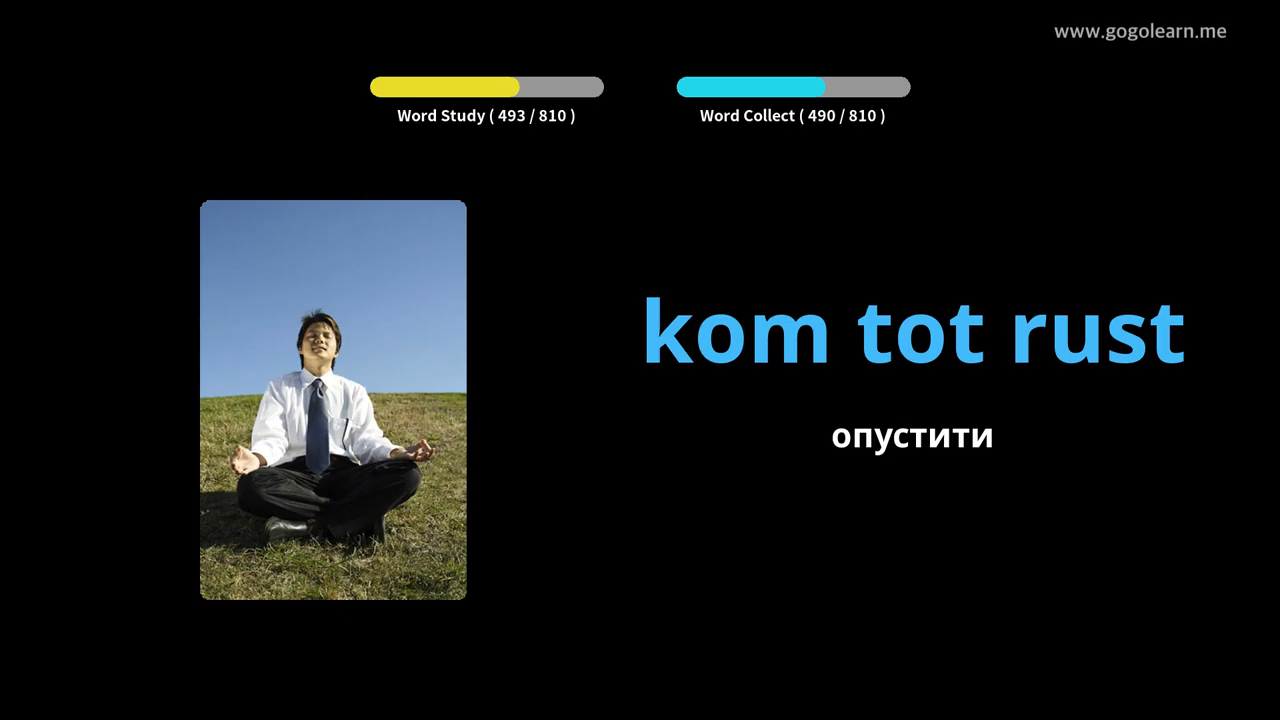 www.gogolearn.me
Word Study ( 493 / 810 )
Word Collect ( 490 / 810 )
kom tot rust
опустити